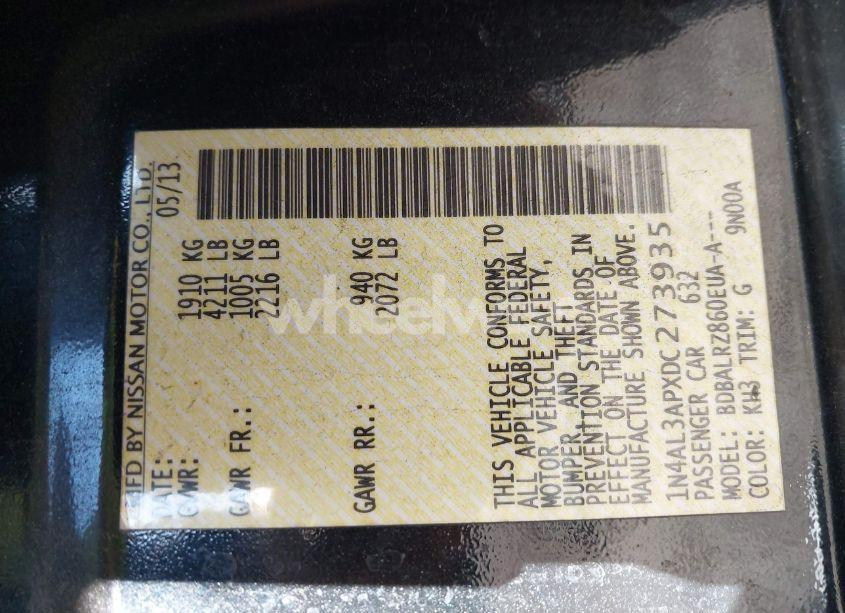 MFD BY NISSAN MOTOR CO., LTD.
DATE: 05/13
GVWR: 1910 KG
4211 LB
GAWR FR.: 1005 KG
2216 LB
GAWR RR.: 940 KG
2072 LB
THIS VEHICLE CONFORMS TO
ALL APPLICABLE FEDERAL
MOTOR VEHICLE SAFETY,
BUMPER AND THEFT
PREVENTION STANDARDS IN
EFFECT ON THE DATE OF
MANUFACTURE SHOWN ABOVE.
1N4AL3APXDC273935
PASSENGER CAR 632
MODEL: BDBALRZ860EUA-A---
COLOR: KH3 TRIM: G 9N00A